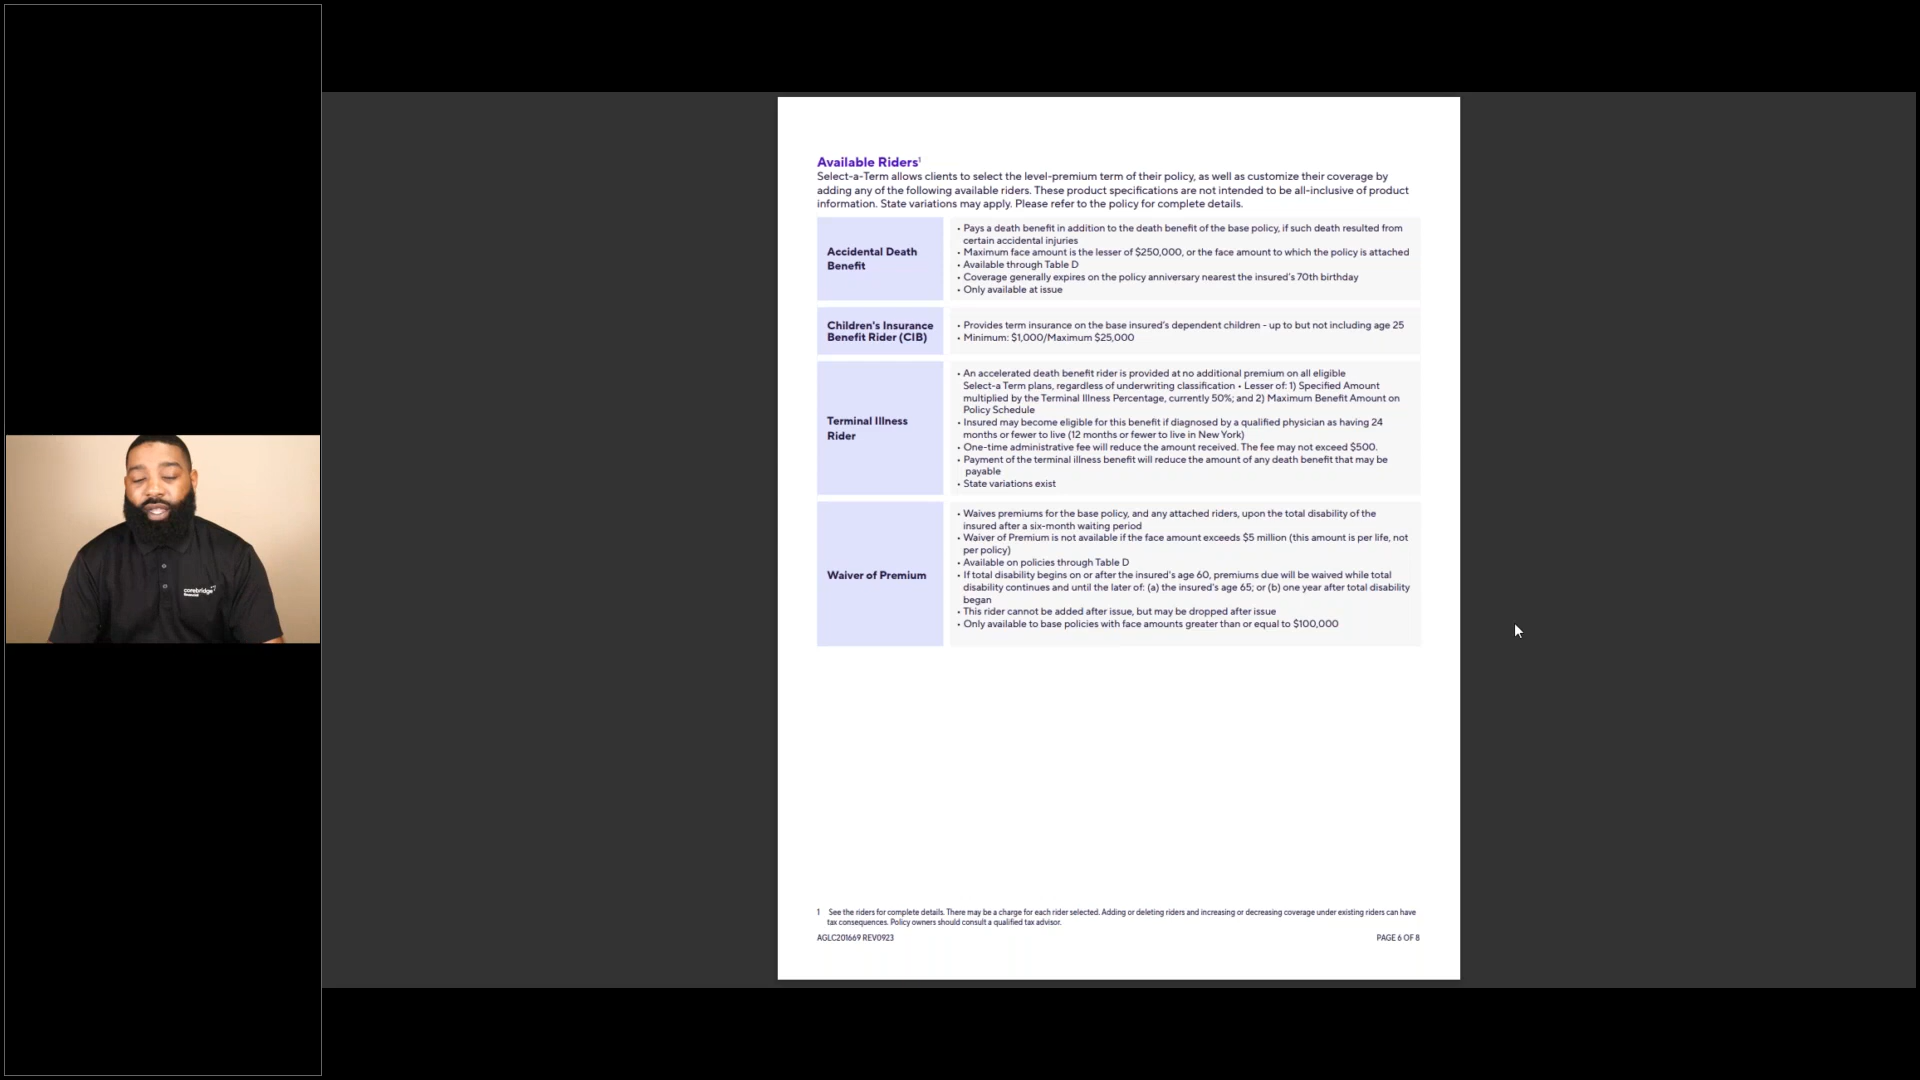 corebridge
financial
Available Riders¹
Select-a-Term allows clients to select the level-premium term of their policy, as well as customize their coverage by
adding any of the following available riders. These product specifications are not intended to be all-inclusive of product
information. State variations may apply. Please refer to the policy for complete details.
Accidental Death
Benefit
• Pays a death benefit in addition to the death benefit of the base policy, if such death resulted from
certain accidental injuries
• Maximum face amount is the lesser of $250,000, or the face amount to which the policy is attached
• Available through Table D
• Coverage generally expires on the policy anniversary nearest the insured's 70th birthday
• Only available at issue
Children's Insurance
Benefit Rider (CIB)
• Provides term insurance on the base insured's dependent children - up to but not including age 25
• Minimum: $1,000/Maximum $25,000
Terminal Illness
Rider
• An accelerated death benefit rider is provided at no additional premium on all eligible
Select-a Term plans, regardless of underwriting classification • Lesser of: 1) Specified Amount
multiplied by the Terminal Illness Percentage, currently 50%; and 2) Maximum Benefit Amount on
Policy Schedule
• Insured may become eligible for this benefit if diagnosed by a qualified physician as having 24
months or fewer to live (12 months or fewer to live in New York)
• One-time administrative fee will reduce the amount received. The fee may not exceed $500.
• Payment of the terminal illness benefit will reduce the amount of any death benefit that may be
payable
• State variations exist
Waiver of Premium
• Waives premiums for the base policy, and any attached riders, upon the total disability of the
insured after a six-month waiting period
• Waiver of Premium is not available if the face amount exceeds $5 million (this amount is per life, not
per policy)
• Available on policies through Table D
• If total disability begins on or after the insured's age 60, premiums due will be waived while total
disability continues and until the later of: (a) the insured's age 65; or (b) one year after total disability
began
• This rider cannot be added after issue, but may be dropped after issue
• Only available to base policies with face amounts greater than or equal to $100,000
1 See the riders for complete details. There may be a charge for each rider selected. Adding or deleting riders and increasing or decreasing coverage under existing riders can have
tax consequences. Policy owners should consult a qualified tax advisor.
AGLC201669 REV0923
PAGE 6 OF 8